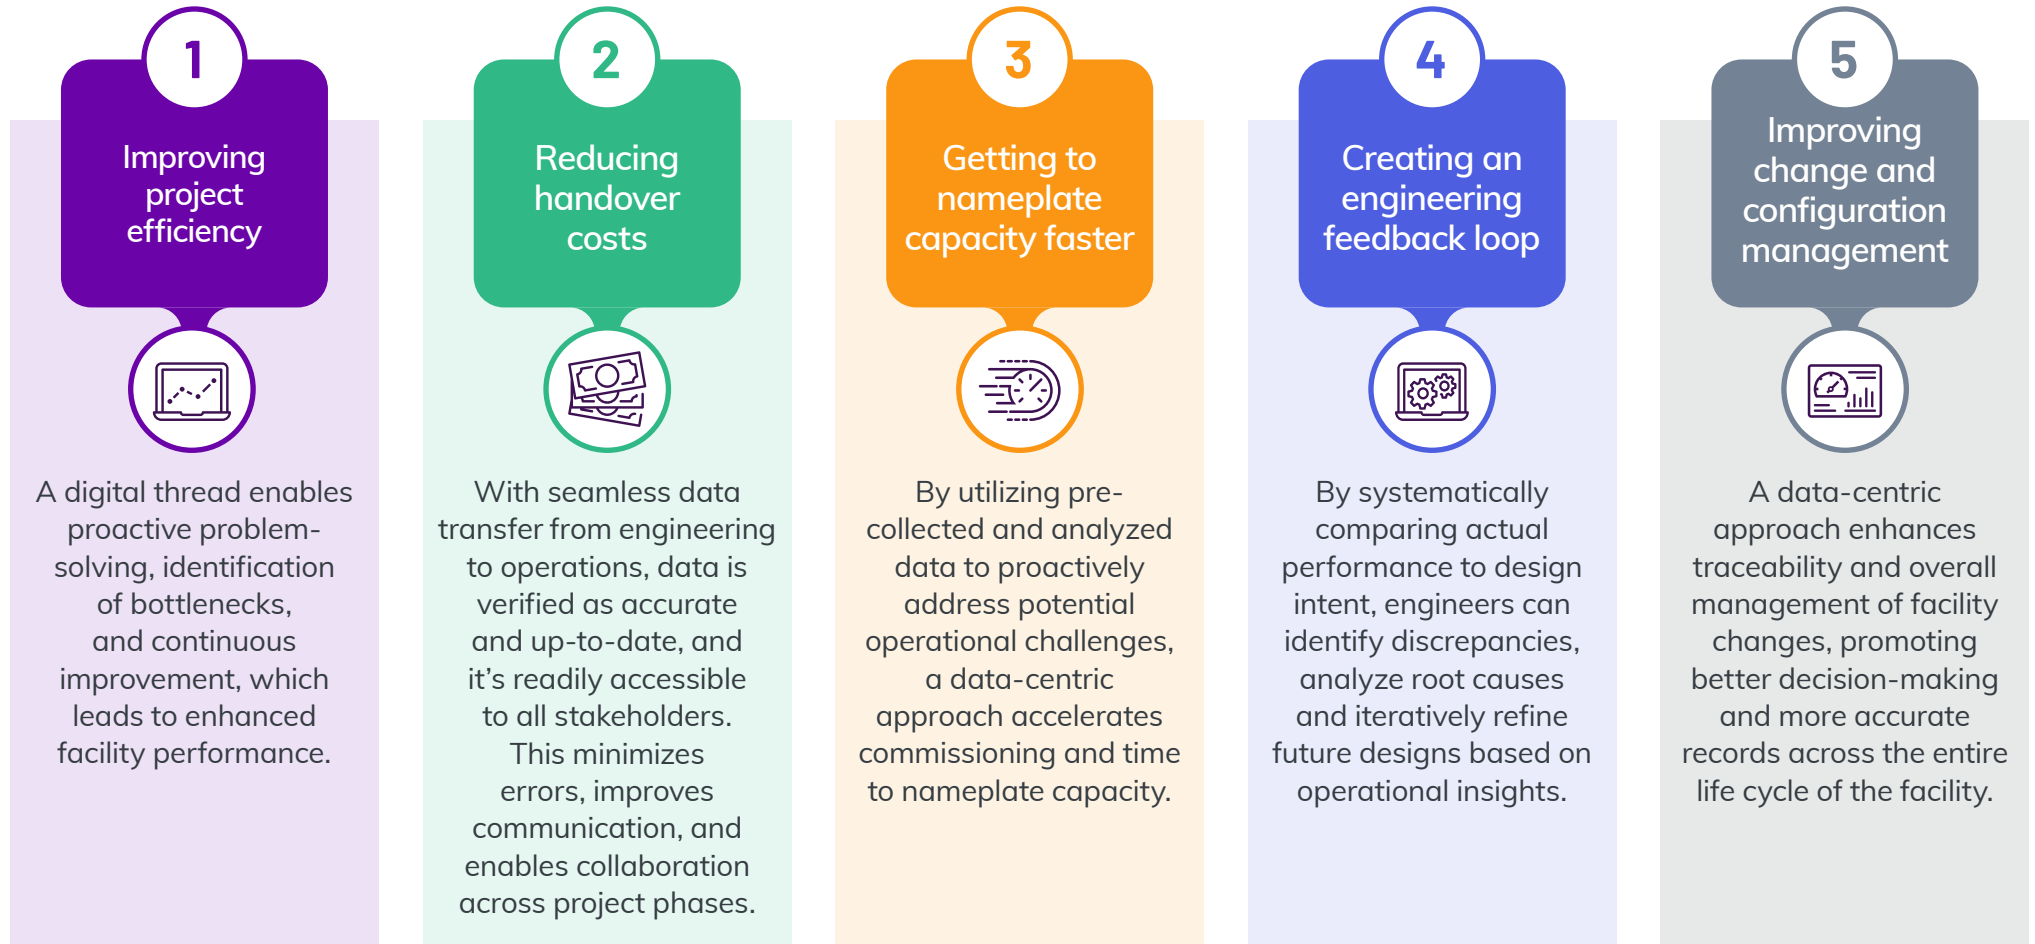 1
Improving
project
efficiency
A digital thread enables
proactive problem-
solving, identification
of bottlenecks,
and continuous
improvement, which
leads to enhanced
facility performance.
2
Reducing
handover
costs
With seamless data
transfer from engineering
to operations, data is
verified as accurate
and up-to-date, and
it’s readily accessible
to all stakeholders.
This minimizes
errors, improves
communication, and
enables collaboration
across project phases.
3
Getting to
nameplate
capacity faster
By utilizing pre-
collected and analyzed
data to proactively
address potential
operational challenges,
a data-centric
approach accelerates
commissioning and time
to nameplate capacity.
4
Creating an
engineering
feedback loop
By systematically
comparing actual
performance to design
intent, engineers can
identify discrepancies,
analyze root causes
and iteratively refine
future designs based on
operational insights.
5
Improving
change and
configuration
management
A data-centric
approach enhances
traceability and overall
management of facility
changes, promoting
better decision-making
and more accurate
records across the entire
life cycle of the facility.